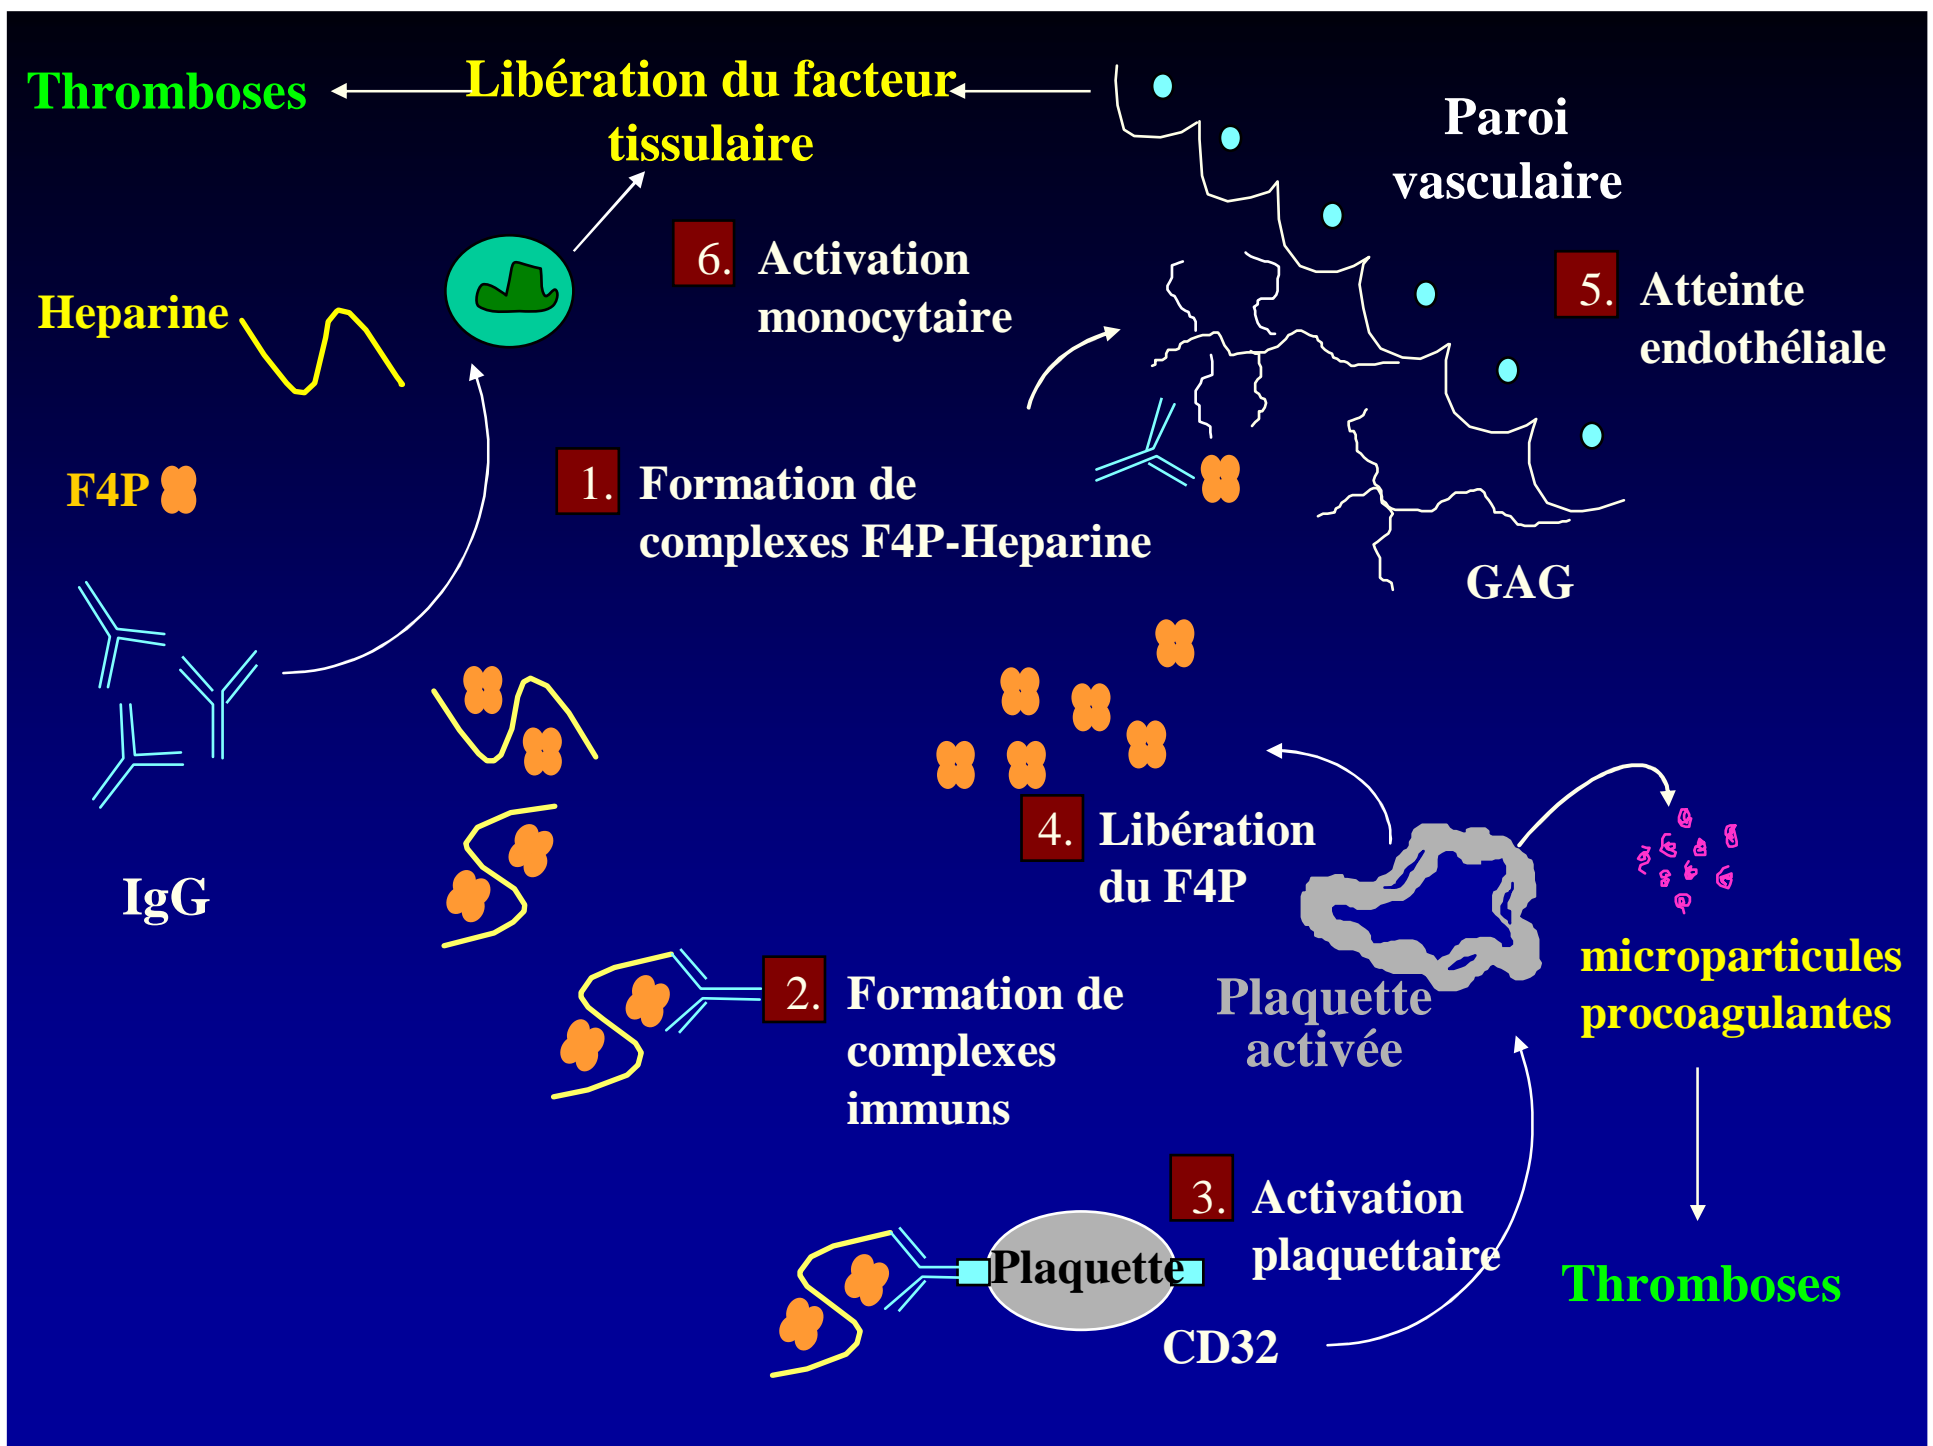 Thromboses
Libération du facteur
tissulaire
Paroi
vasculaire
6. Activation
monocytaire
5. Atteinte
endothéliale
Heparine
F4P
1. Formation de
complexes F4P-Heparine
GAG
IgG
4. Libération
du F4P
Plaquette
activée
microparticules
procoagulantes
2. Formation de
complexes
immuns
3. Activation
plaquettaire
Plaquette
CD32
Thromboses